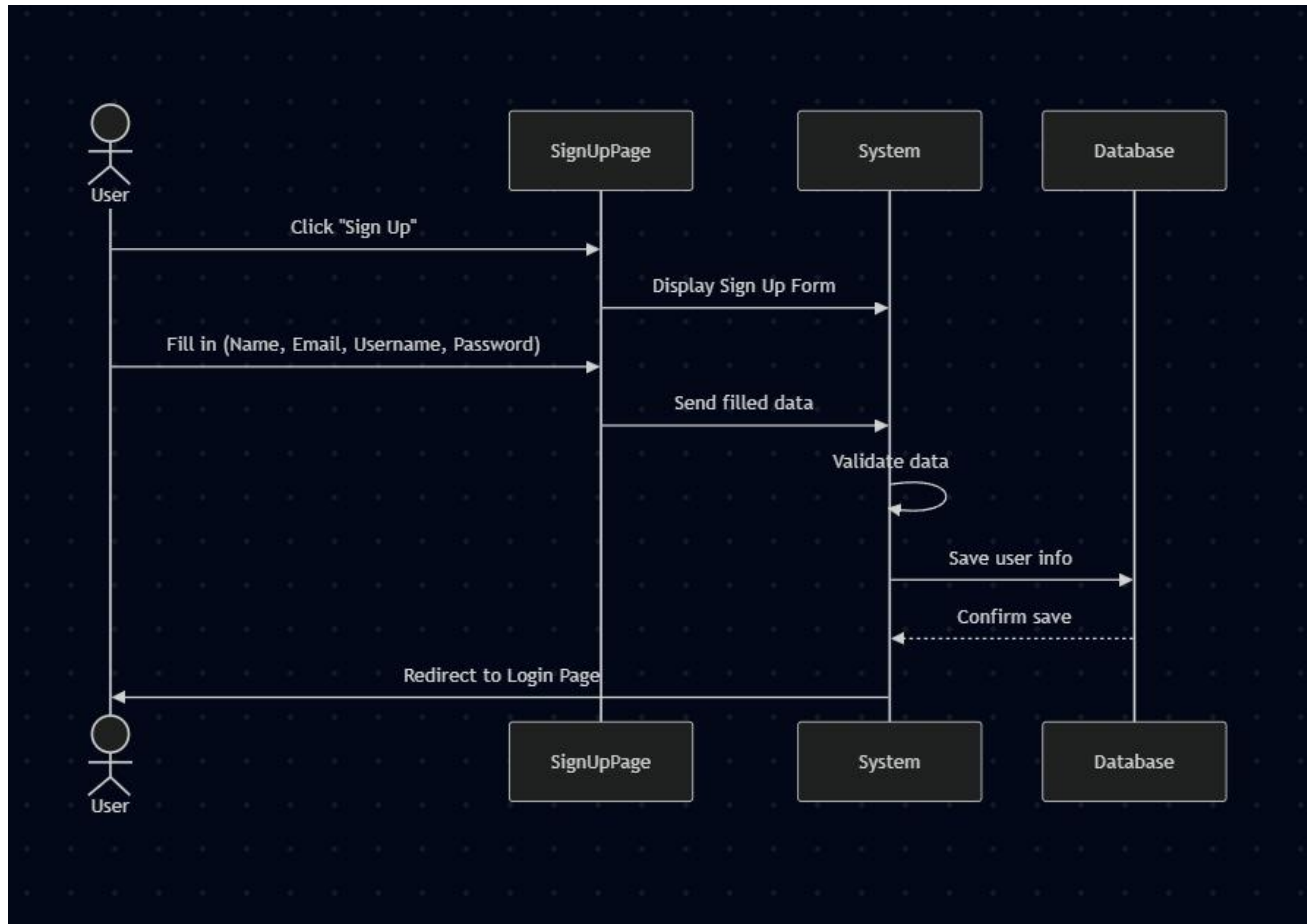 User
SignUpPage
System
Database
Click "Sign Up"
Display Sign Up Form
Fill in (Name, Email, Username, Password)
Send filled data
Validate data
Save user info
Confirm save
Redirect to Login Page
User
SignUpPage
System
Database